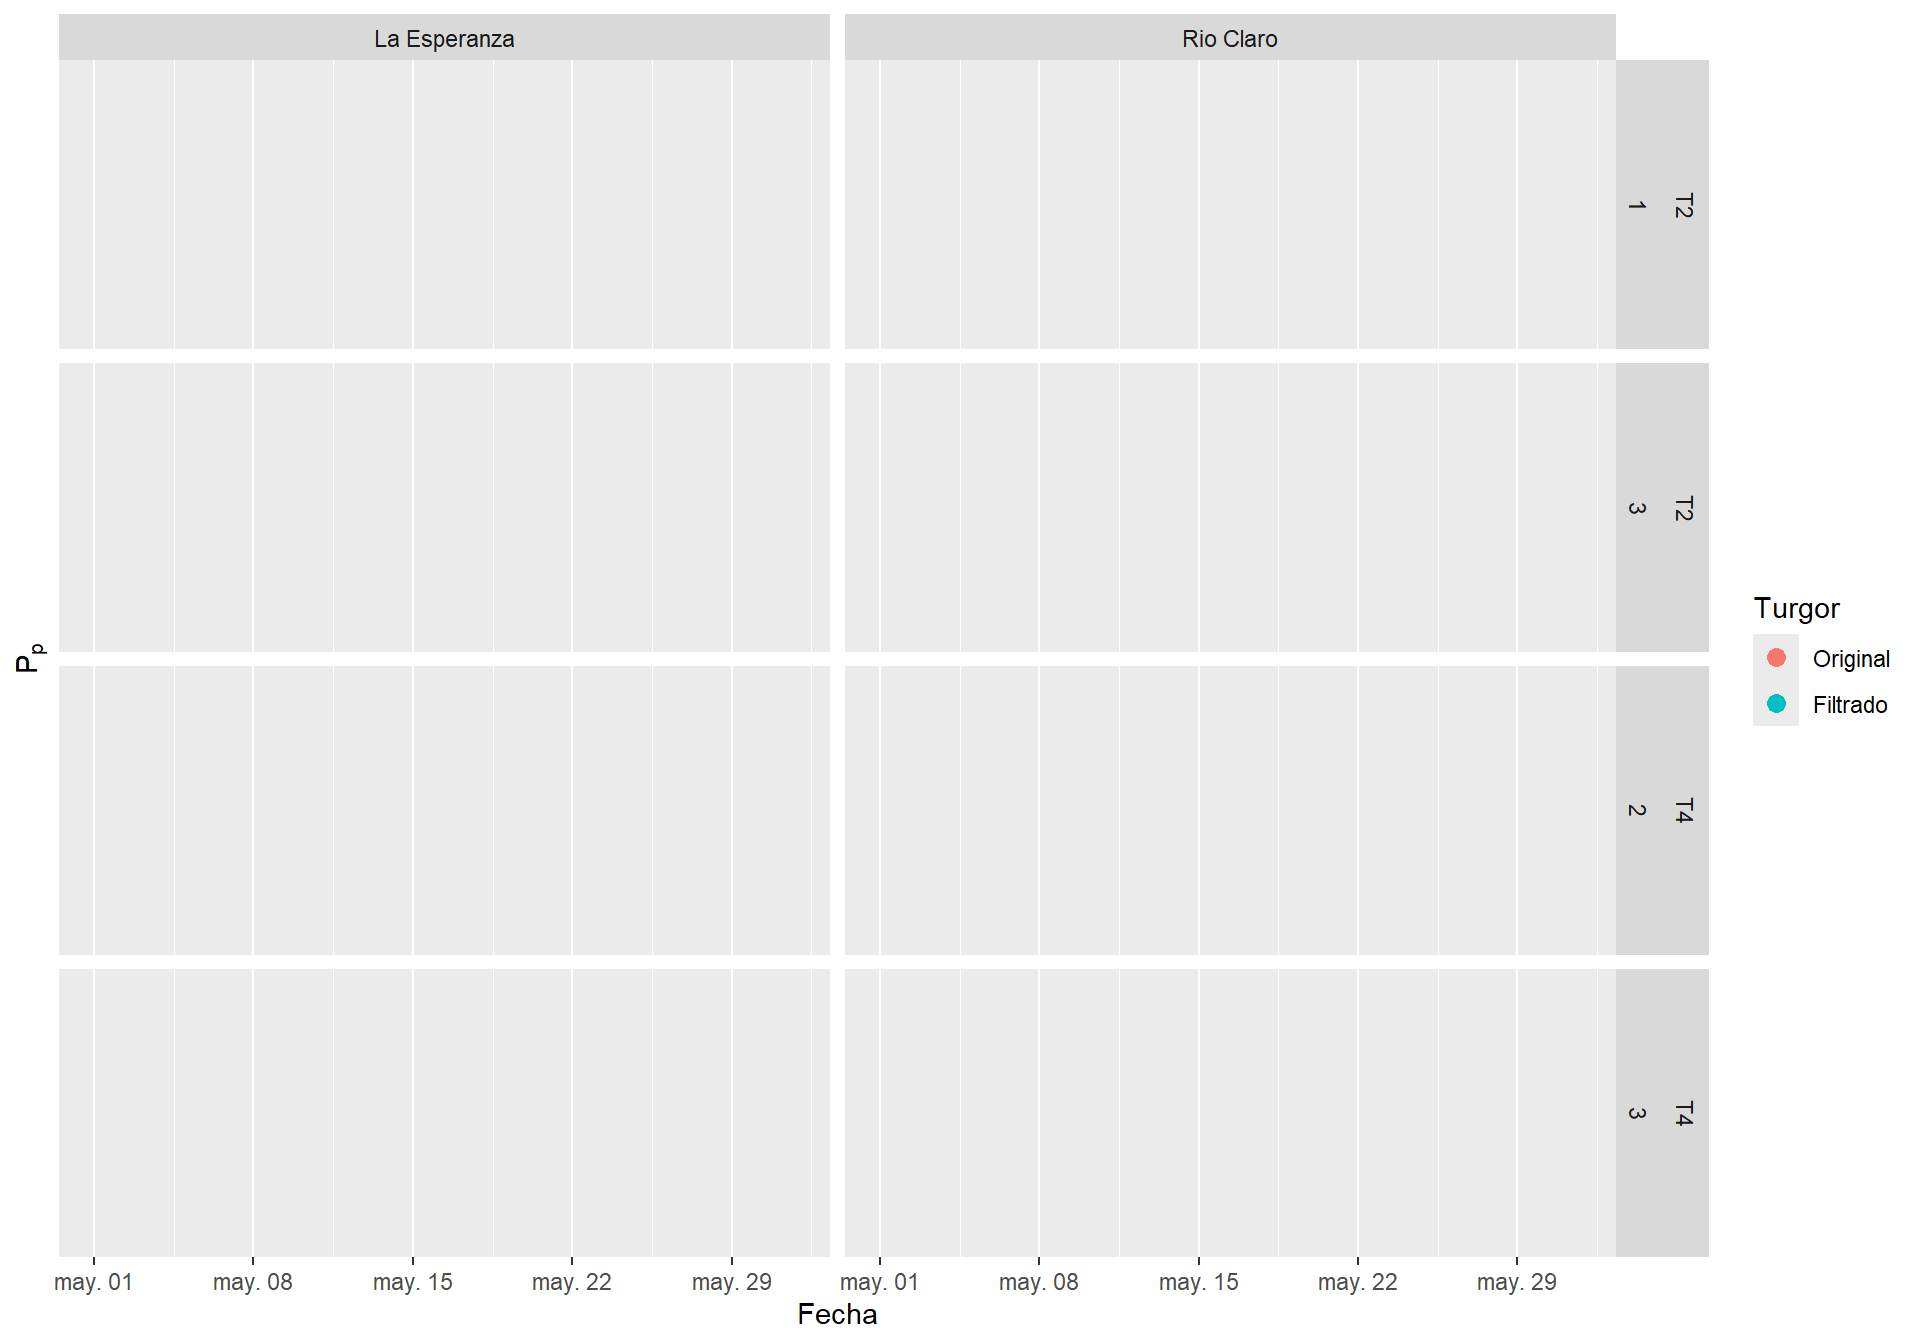 La Esperanza
Rio Claro
1
T2
3
T2
2
T4
3
T4
Pp
Turgor
Original
Filtrado
may. 01 may. 08 may. 15 may. 22 may. 29
may. 01 may. 08 may. 15 may. 22 may. 29
Fecha